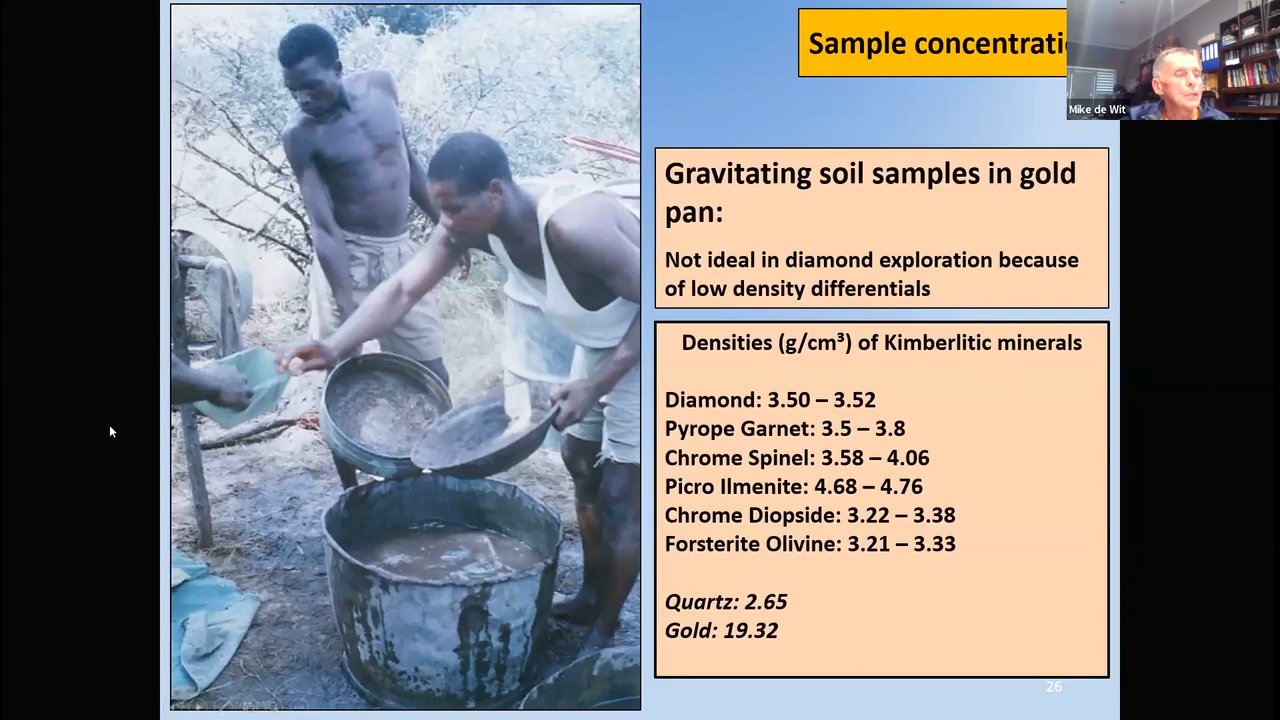 Sample concentrati
Mike de Wit
Gravitating soil samples in gold
pan:
Not ideal in diamond exploration because
of low density differentials
Densities (g/cm³) of Kimberlitic minerals
Diamond: 3.50 – 3.52
Pyrope Garnet: 3.5 – 3.8
Chrome Spinel: 3.58 – 4.06
Picro Ilmenite: 4.68 – 4.76
Chrome Diopside: 3.22 – 3.38
Forsterite Olivine: 3.21 – 3.33
Quartz: 2.65
Gold: 19.32
26